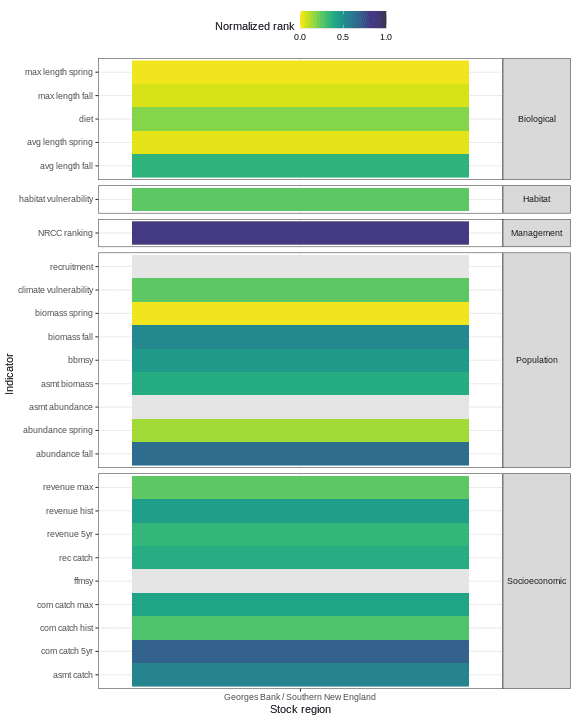 Normalized rank
0.0 0.5 1.0
max length spring
max length fall
diet
avg length spring
avg length fall
Biological
habitat vulnerability
Habitat
NRCC ranking
Management
recruitment
climate vulnerability
biomass spring
biomass fall
bbmsy
asmt biomass
asmt abundance
abundance spring
abundance fall
Population
revenue max
revenue hist
revenue 5yr
rec catch
ffmsy
com catch max
com catch hist
com catch 5yr
asmt catch
Socioeconomic
Indicator
Georges Bank / Southern New England
Stock region